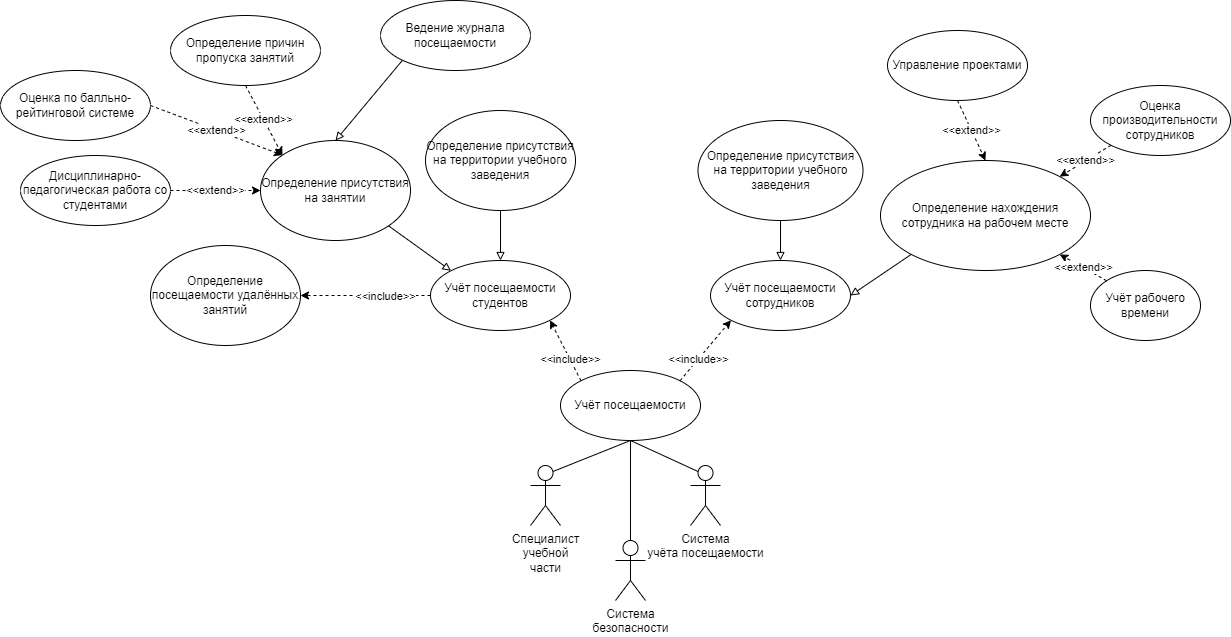 Ведение журнала
посещаемости
Определение причин
пропуска занятий
Управление проектами
Оценка по балльно-
рейтинговой системе
Оценка
производительности
сотрудников
<<extend>>
<<extend>>
<<extend>>
<<extend>>
Определение присутствия
на территории учебного
заведения
Определение присутствия
на территории учебного
заведения
Дисциплинарно-
педагогическая работа со
студентами
<<extend>>
Определение присутствия
на занятии
Определение нахождения
сотрудника на рабочем месте
<<extend>>
Определение
посещаемости удалённых
занятий
<<include>>
Учёт посещаемости
студентов
Учёт посещаемости
сотрудников
Учёт рабочего
времени
<<include>>
<<include>>
Учёт посещаемости
Специалист
учебной
части
Система
учёта посещаемости
Система
безопасности